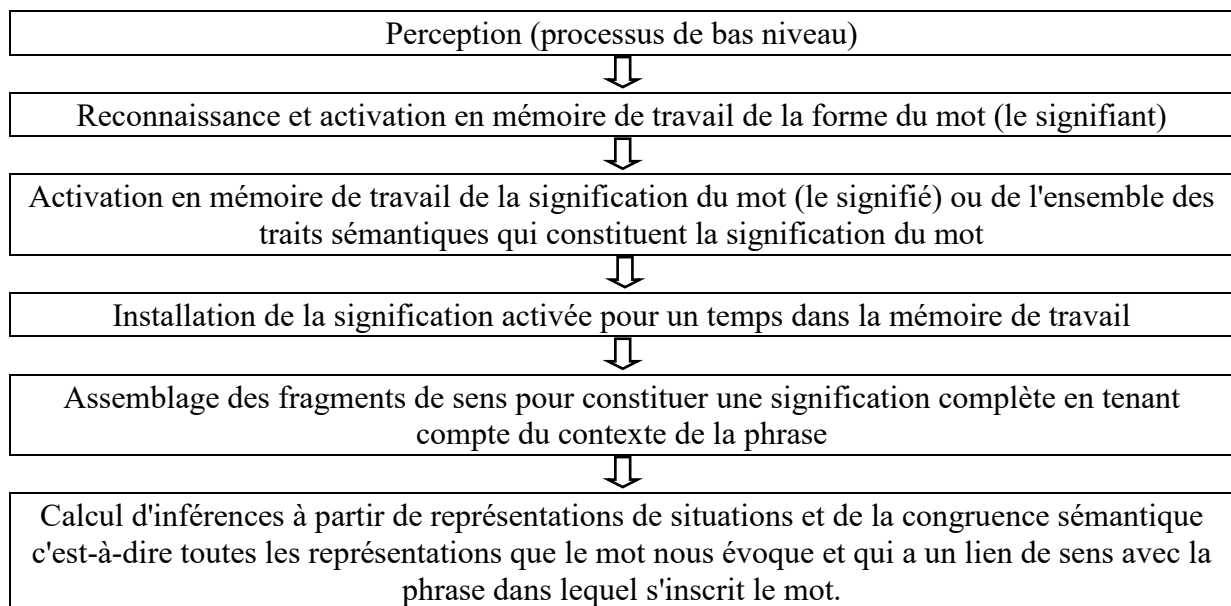 Perception (processus de bas niveau)
Reconnaissance et activation en mémoire de travail de la forme du mot (le signifiant)
Activation en mémoire de travail de la signification du mot (le signifié) ou de l'ensemble des
traits sémantiques qui constituent la signification du mot
Installation de la signification activée pour un temps dans la mémoire de travail
Assemblage des fragments de sens pour constituer une signification complète en tenant
compte du contexte de la phrase
Calcul d'inférences à partir de représentations de situations et de la congruence sémantique
c'est-à-dire toutes les représentations que le mot nous évoque et qui a un lien de sens avec la
phrase dans lequel s'inscrit le mot.